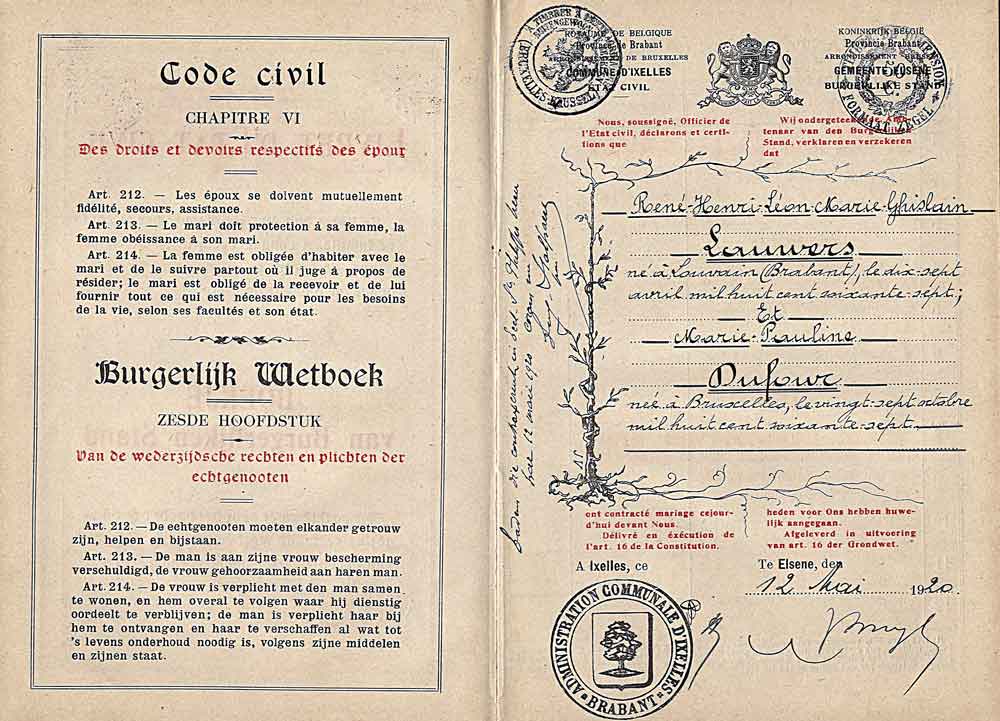 Code civil
CHAPITRE VI
Des droits et devoirs respectifs des époux
Art. 212. — Les époux se doivent mutuellement
fidélité, secours, assistance.
Art. 213. — Le mari doit protection à sa femme, la
femme obéissance à son mari.
Art. 214. — La femme est obligée d'habiter avec le
mari et de le suivre partout où il juge à propos de
résider; le mari est obligé de la recevoir et de lui
fournir tout ce qui est nécessaire pour les besoins
de la vie, selon ses facultés et son état.
Burgerlijk Wetboek
ZESDE HOOFDSTUK
Van de wederzijdsche rechten en plichten der
echtgenooten
Art. 212. — De echtgenooten moeten elkander getrouw
zijn, helpen en bijstaan.
Art. 213. — De man is aan zijne vrouw bescherming
verschuldigd, de vrouw gehoorzaamheid aan haren man.
Art. 214. — De vrouw is verplicht met den man samen
te wonen, en hem overal te volgen waar hij dienstig
oordeelt te verblijven; de man is verplicht haar bij
hem te ontvangen en haar te verschaffen al wat tot
's levens onderhoud noodig is, volgens zijne middelen
en zijnen staat.
ROYAUME DE BELGIQUE
Province de Brabant
ARRONDISSEMENT DE BRUXELLES
COMMUNE D'IXELLES
ÉTAT CIVIL
KONINKRIJK BELGIË
Provincie Brabant
ARRONDISSEMENT BRUSSEL
GEMEENTE ELSENE
BURGERLIJKE STAND
Nous, soussigné, Officier de
l'Etat civil, déclarons et certi-
fions que
Wij ondergeteekende, Amb-
tenaar van den Burgerlijken
Stand, verklaren en verzekeren
dat
René-Henri-Léon-Marie-Ghislain
Lauwers
né à Louvain (Brabant), le dix-sept
avril mil huit cent soixante-sept;
Et
Marie-Pauline
Dufour
née à Bruxelles, le vingt-sept octobre
mil huit cent soixante-sept
12 maii 1920
ont contracté mariage cejour-
d'hui devant Nous.
Délivré en éxécution de
l'art. 16 de la Constitution.
heden voor Ons hebben huwe-
lijk aangegaan.
Afgeleverd in uitvoering
van art. 16 der Grondwet.
A Ixelles, ce
Te Elsene, den
12 Mai 1920.
ADMINISTRATION COMMUNALE D'IXELLES
BRABANT